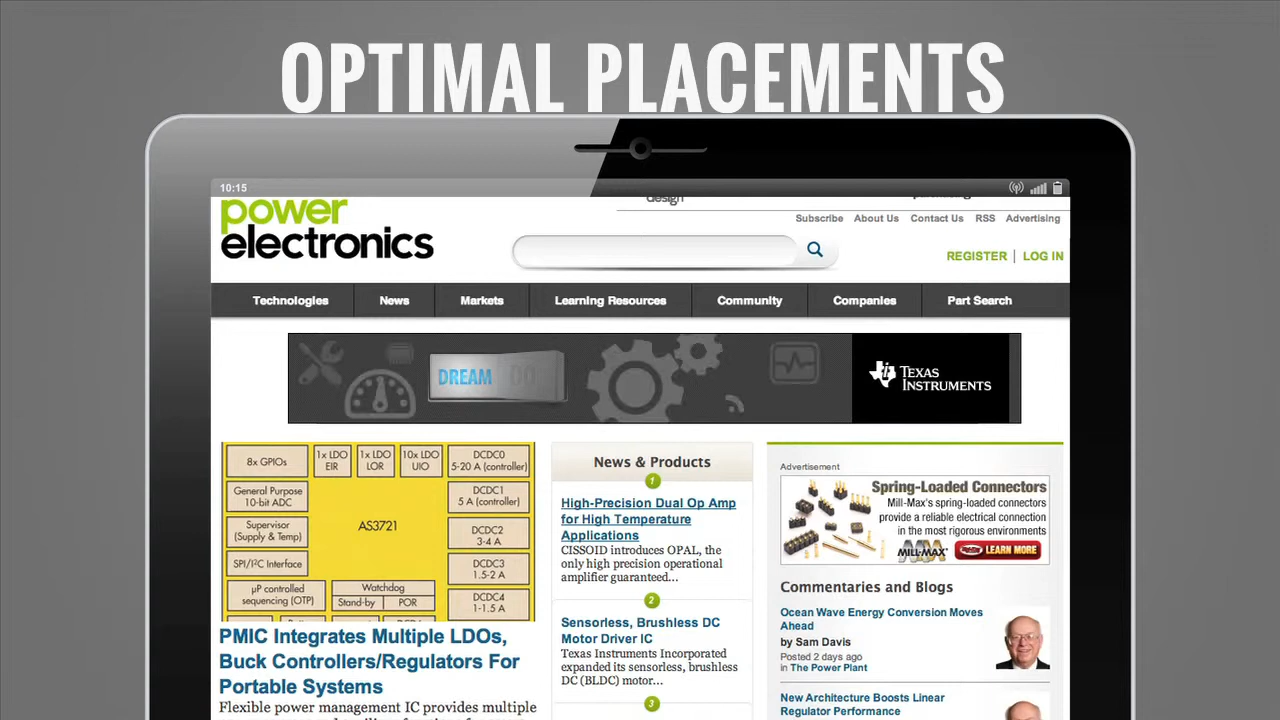 OPTIMAL PLACEMENTS
10:15
design
power
electronics
Subscribe About Us Contact Us RSS Advertising
REGISTER | LOG IN
Technologies News Markets Learning Resources Community Companies Part Search
DREAM
TEXAS
INSTRUMENTS
8x GPIOs
1x LDO
EIR
1x LDO
LOR
10x LDO
UIO
DCDC0
5-20 A (controller)
General Purpose
10-bit ADC
DCDC1
5 A (controller)
Supervisor
(Supply & Temp)
AS3721
DCDC2
3-4 A
SPI/I²C Interface
DCDC3
1.5-2 A
µP controlled
sequencing (OTP)
Watchdog
Stand-by POR
DCDC4
1-1.5 A
PMIC Integrates Multiple LDOs,
Buck Controllers/Regulators For
Portable Systems
Flexible power management IC provides multiple
News & Products
1
High-Precision Dual Op Amp
for High Temperature
Applications
CISSOID introduces OPAL, the
only high precision operational
amplifier guaranteed...
2
Sensorless, Brushless DC
Motor Driver IC
Texas Instruments Incorporated
expanded its sensorless, brushless
DC (BLDC) motor...
3
Advertisement
Spring-Loaded Connectors
Mill-Max's spring-loaded connectors
provide a reliable electrical connection
in the most rigorous environments
MILL-MAX LEARN MORE
Commentaries and Blogs
Ocean Wave Energy Conversion Moves
Ahead
by Sam Davis
Posted 2 days ago
in The Power Plant
New Architecture Boosts Linear
Regulator Performance